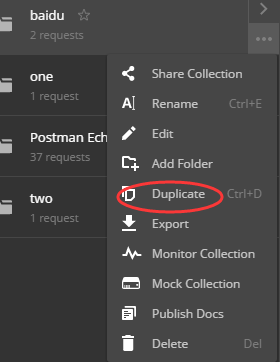 baidu
2 requests
one
1 request
Postman Ech
37 requests
two
1 request
Share Collection
Rename Ctrl+E
Edit
Add Folder
Duplicate Ctrl+D
Export
Monitor Collection
Mock Collection
Publish Docs
Delete Del